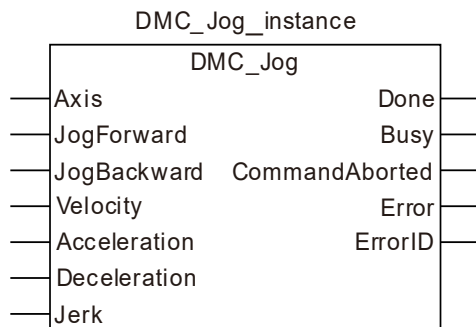 DMC_Jog_instance
DMC_Jog
Axis Done
JogForward Busy
JogBackward CommandAborted
Velocity Error
Acceleration ErrorID
Deceleration
Jerk